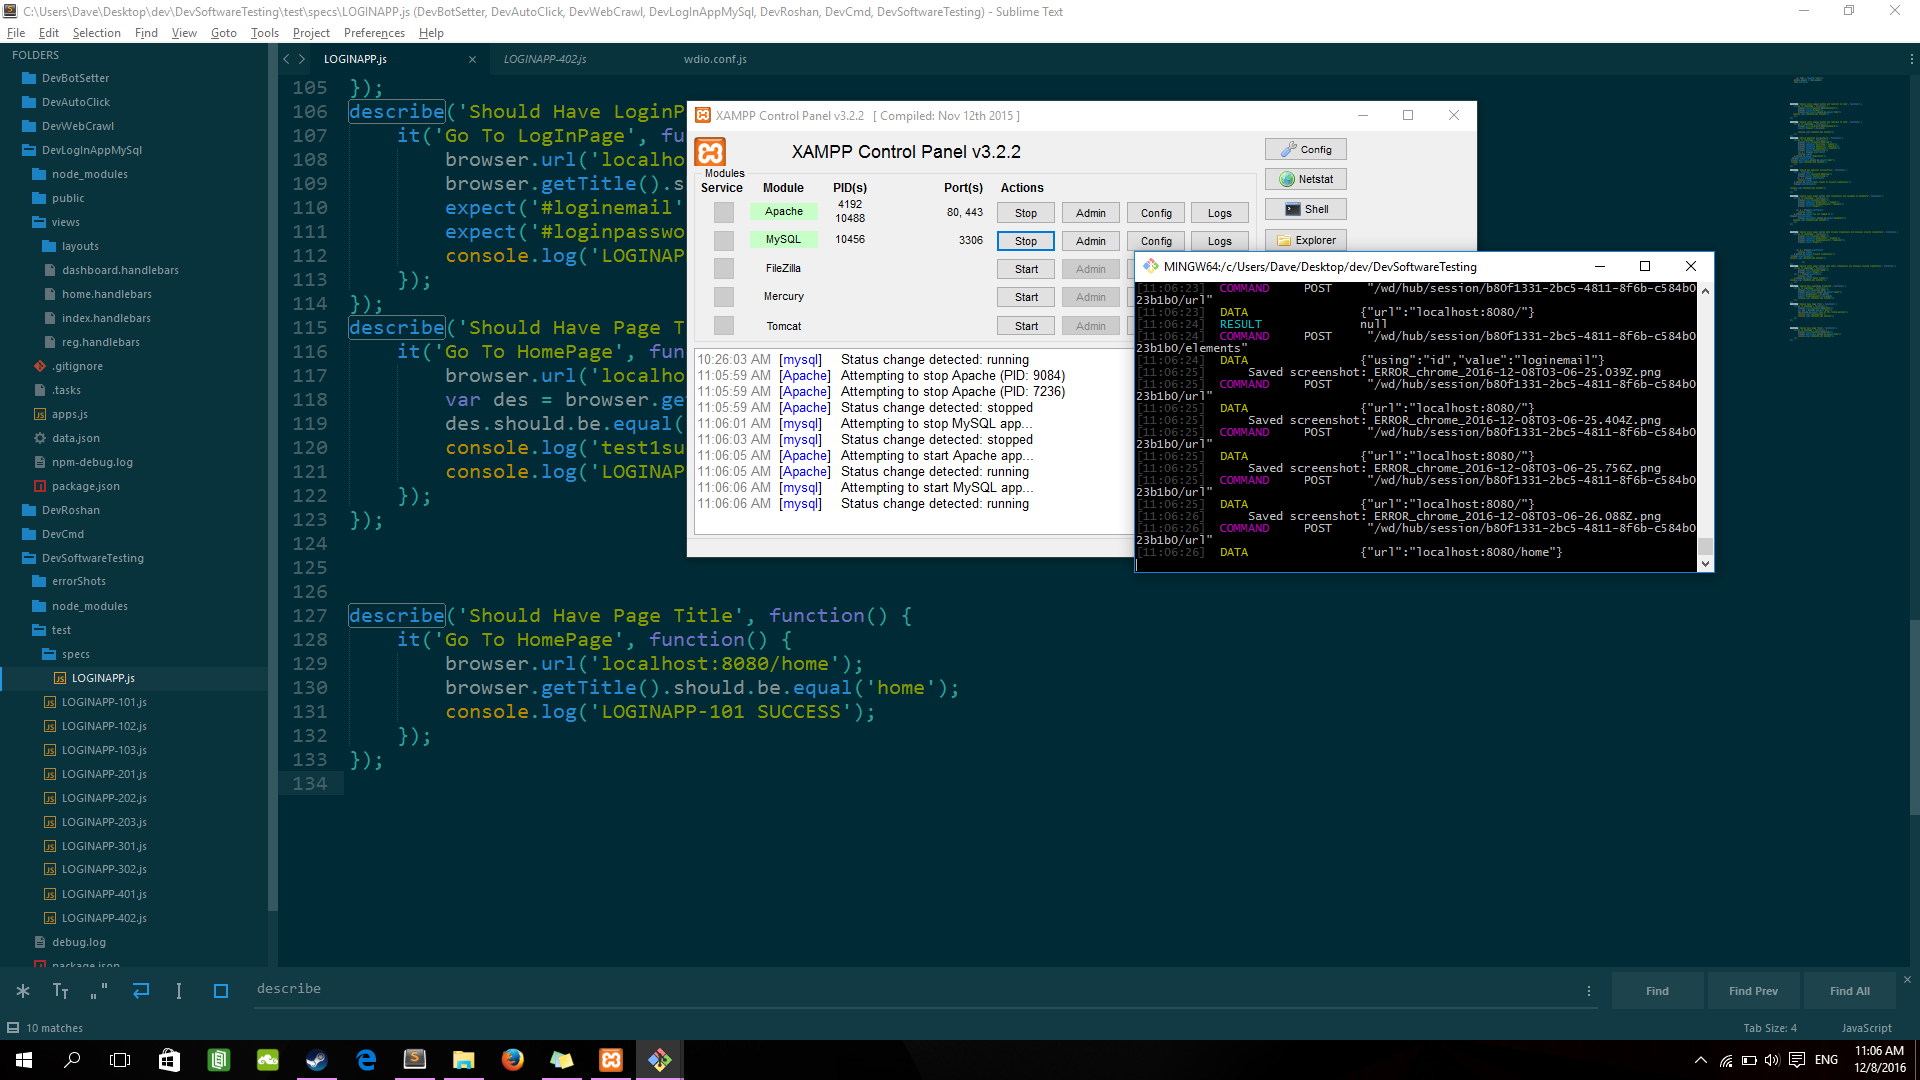 C:\Users\Dave\Desktop\dev\DevSoftwareTesting\test\specs\LOGINAPP.js (DevBotSetter, DevAutoClick, DevWebCrawl, DevLogInAppMySql, DevRoshan, DevCmd, DevSoftwareTesting) - Sublime Text
File Edit Selection Find View Goto Tools Project Preferences Help
FOLDERS
DevBotSetter
DevAutoClick
DevWebCrawl
DevLogInAppMySql
node_modules
public
views
layouts
dashboard.handlebars
home.handlebars
index.handlebars
reg.handlebars
.gitignore
.tasks
apps.js
data.json
npm-debug.log
package.json
DevRoshan
DevCmd
DevSoftwareTesting
errorShots
node_modules
test
specs
LOGINAPP.js
LOGINAPP-101.js
LOGINAPP-102.js
LOGINAPP-103.js
LOGINAPP-201.js
LOGINAPP-202.js
LOGINAPP-203.js
LOGINAPP-301.js
LOGINAPP-302.js
LOGINAPP-401.js
LOGINAPP-402.js
debug.log
package.json
LOGINAPP.js LOGINAPP-402.js wdio.conf.js
105 });
106 describe('Should Have LoginP
107 it('Go To LogInPage', fu
108 browser.url('localho
109 browser.getTitle().s
110 expect('#loginemail'
111 expect('#loginpasswo
112 console.log('LOGINAP
113 });
114 });
115 describe('Should Have Page T
116 it('Go To HomePage', fun
117 browser.url('localho
118 var des = browser.ge
119 des.should.be.equal(
120 console.log('test1su
121 console.log('LOGINAP
122 });
123 });
124
125
126
127 describe('Should Have Page Title', function() {
128 it('Go To HomePage', function() {
129 browser.url('localhost:8080/home');
130 browser.getTitle().should.be.equal('home');
131 console.log('LOGINAPP-101 SUCCESS');
132 });
133 });
134
XAMPP Control Panel v3.2.2 [ Compiled: Nov 12th 2015 ]
XAMPP Control Panel v3.2.2
Config
Netstat
Shell
Explorer
Modules
Service Module PID(s) Port(s) Actions
Apache 4192 10488 80, 443 Stop Admin Config Logs
MySQL 10456 3306 Stop Admin Config Logs
FileZilla Start Admin
Mercury Start Admin
Tomcat Start Admin
10:26:03 AM [mysql] Status change detected: running
11:05:59 AM [Apache] Attempting to stop Apache (PID: 9084)
11:05:59 AM [Apache] Attempting to stop Apache (PID: 7236)
11:05:59 AM [Apache] Status change detected: stopped
11:06:01 AM [mysql] Attempting to stop MySQL app...
11:06:03 AM [mysql] Status change detected: stopped
11:06:05 AM [Apache] Attempting to start Apache app...
11:06:05 AM [Apache] Status change detected: running
11:06:06 AM [mysql] Attempting to start MySQL app...
11:06:06 AM [mysql] Status change detected: running
MINGW64:/c/Users/Dave/Desktop/dev/DevSoftwareTesting
[11:06:23] COMMAND POST "/wd/hub/session/b80f1331-2bc5-4811-8f6b-c584b0
23b1b0/url"
[11:06:23] DATA {"url":"localhost:8080/"}
[11:06:24] RESULT null
[11:06:24] COMMAND POST "/wd/hub/session/b80f1331-2bc5-4811-8f6b-c584b0
23b1b0/elements"
[11:06:24] DATA {"using":"id","value":"loginemail"}
[11:06:25] Saved screenshot: ERROR_chrome_2016-12-08T03-06-25.039Z.png
[11:06:25] COMMAND POST "/wd/hub/session/b80f1331-2bc5-4811-8f6b-c584b0
23b1b0/url"
[11:06:25] DATA {"url":"localhost:8080/"}
[11:06:25] Saved screenshot: ERROR_chrome_2016-12-08T03-06-25.404Z.png
[11:06:25] COMMAND POST "/wd/hub/session/b80f1331-2bc5-4811-8f6b-c584b0
23b1b0/url"
[11:06:25] DATA {"url":"localhost:8080/"}
[11:06:25] Saved screenshot: ERROR_chrome_2016-12-08T03-06-25.756Z.png
[11:06:25] COMMAND POST "/wd/hub/session/b80f1331-2bc5-4811-8f6b-c584b0
23b1b0/url"
[11:06:25] DATA {"url":"localhost:8080/"}
[11:06:26] Saved screenshot: ERROR_chrome_2016-12-08T03-06-26.088Z.png
[11:06:26] COMMAND POST "/wd/hub/session/b80f1331-2bc5-4811-8f6b-c584b0
23b1b0/url"
[11:06:26] DATA {"url":"localhost:8080/home"}
describe
Find Find Prev Find All
10 matches Tab Size: 4 JavaScript
ENG 11:06 AM
12/8/2016